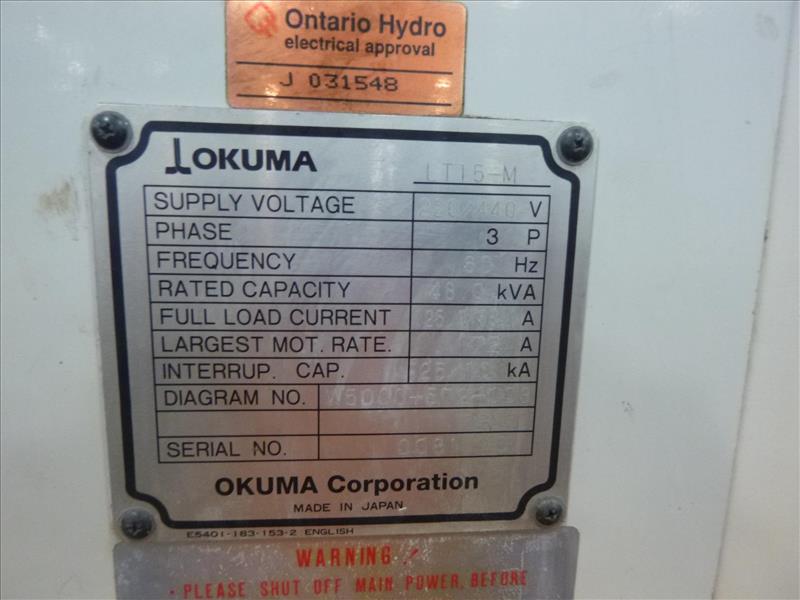 Ontario Hydro
electrical approval
J 031548
OKUMA
LT15-M
SUPPLY VOLTAGE V
PHASE 3 P
FREQUENCY Hz
RATED CAPACITY kVA
FULL LOAD CURRENT A
LARGEST MOT. RATE. A
INTERRUP. CAP. kA
DIAGRAM NO.
SERIAL NO.
OKUMA Corporation
MADE IN JAPAN
E5401-183-153-2 ENGLISH
WARNING!
• PLEASE SHUT OFF MAIN POWER, BEFORE